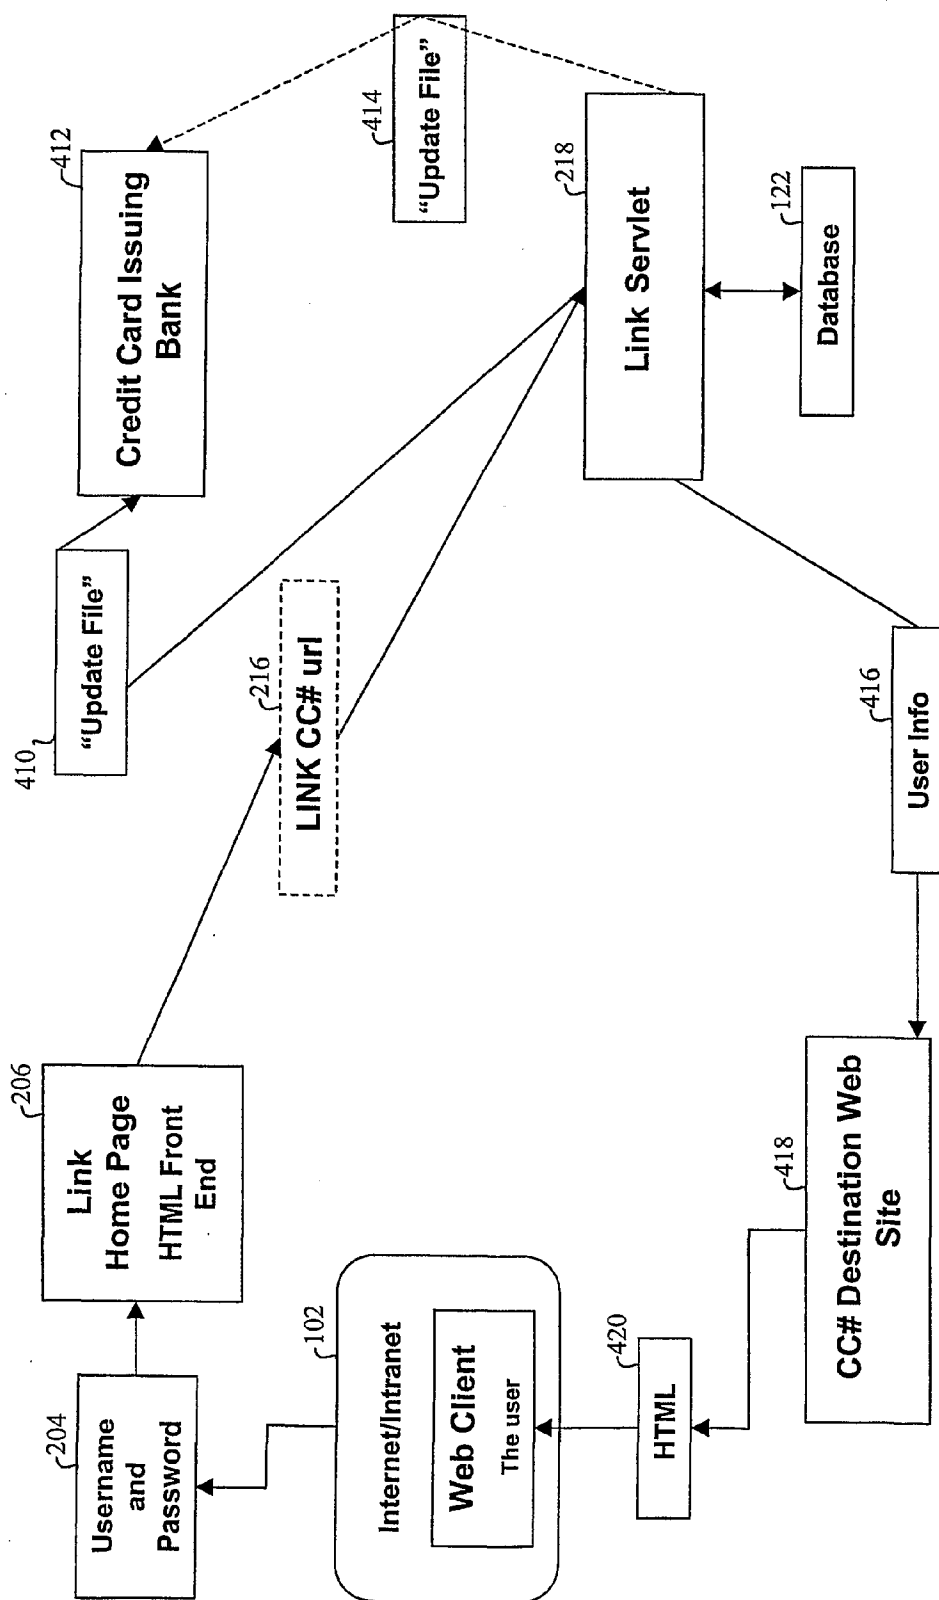 204
Username
and
Password
206
Link
Home Page
HTML Front
End
410
“Update File”
412
Credit Card Issuing
Bank
414
“Update File”
216
LINK CC# url
102
Internet/Intranet
Web Client
The user
218
Link Servlet
122
Database
420
HTML
418
CC# Destination Web
Site
416
User Info